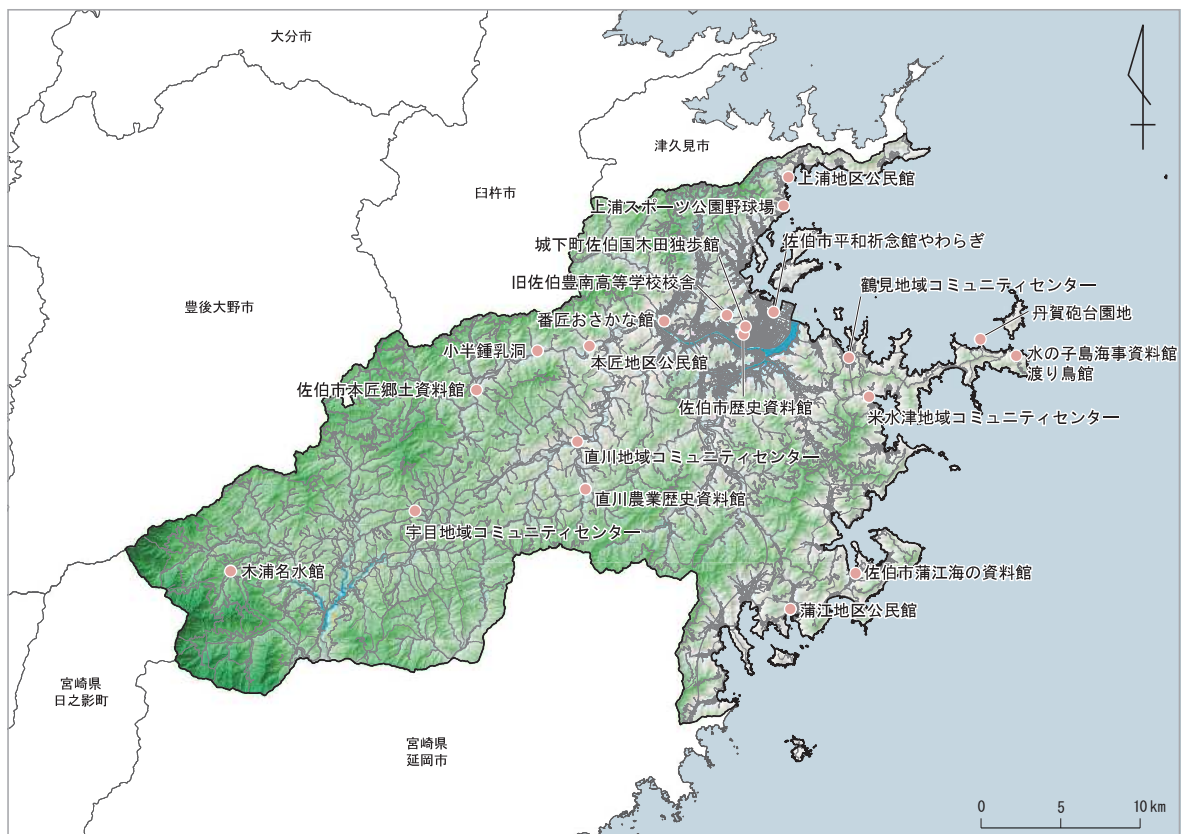 大分市
津久見市
臼杵市
豊後大野市
上浦地区公民館
上浦スポーツ公園野球場
城下町佐伯国木田独歩館
佐伯市平和祈念館やわらぎ
旧佐伯豊南高等学校校舎
鶴見地域コミュニティセンター
番匠おさかな館
丹賀砲台園地
小半鍾乳洞
本匠地区公民館
水の子島海事資料館
渡り鳥館
佐伯市本匠郷土資料館
佐伯市歴史資料館
米水津地域コミュニティセンター
直川地域コミュニティセンター
直川農業歴史資料館
宇目地域コミュニティセンター
木浦名水館
佐伯市蒲江海の資料館
蒲江地区公民館
宮崎県
日之影町
宮崎県
延岡市
0 5 10 km